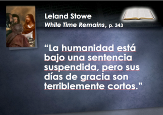 Leland Stowe
While Time Remains, p. 343
“La humanidad está
bajo una sentencia
suspendida, pero sus
días de gracia son
terriblemente cortos.”